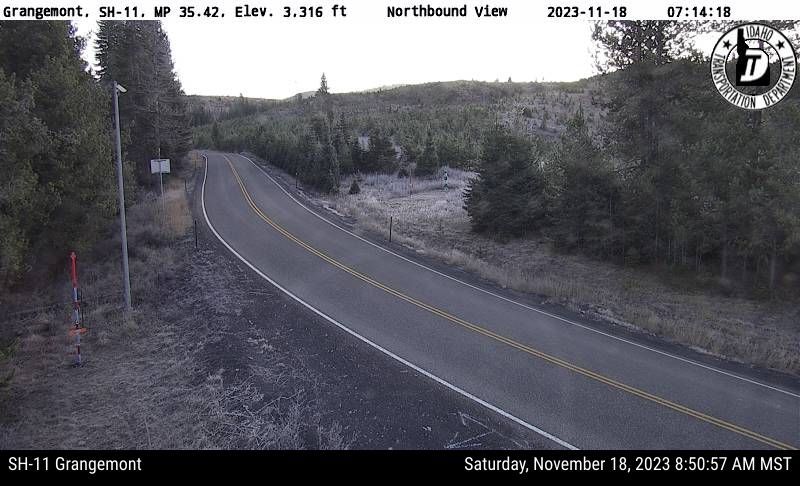 Grangemont, SH-11, MP 35.42, Elev. 3,316 ft Northbound View 2023-11-18 07:14:18
IDAHO
TRANSPORTATION DEPARTMENT
SH-11 Grangemont Saturday, November 18, 2023 8:50:57 AM MST